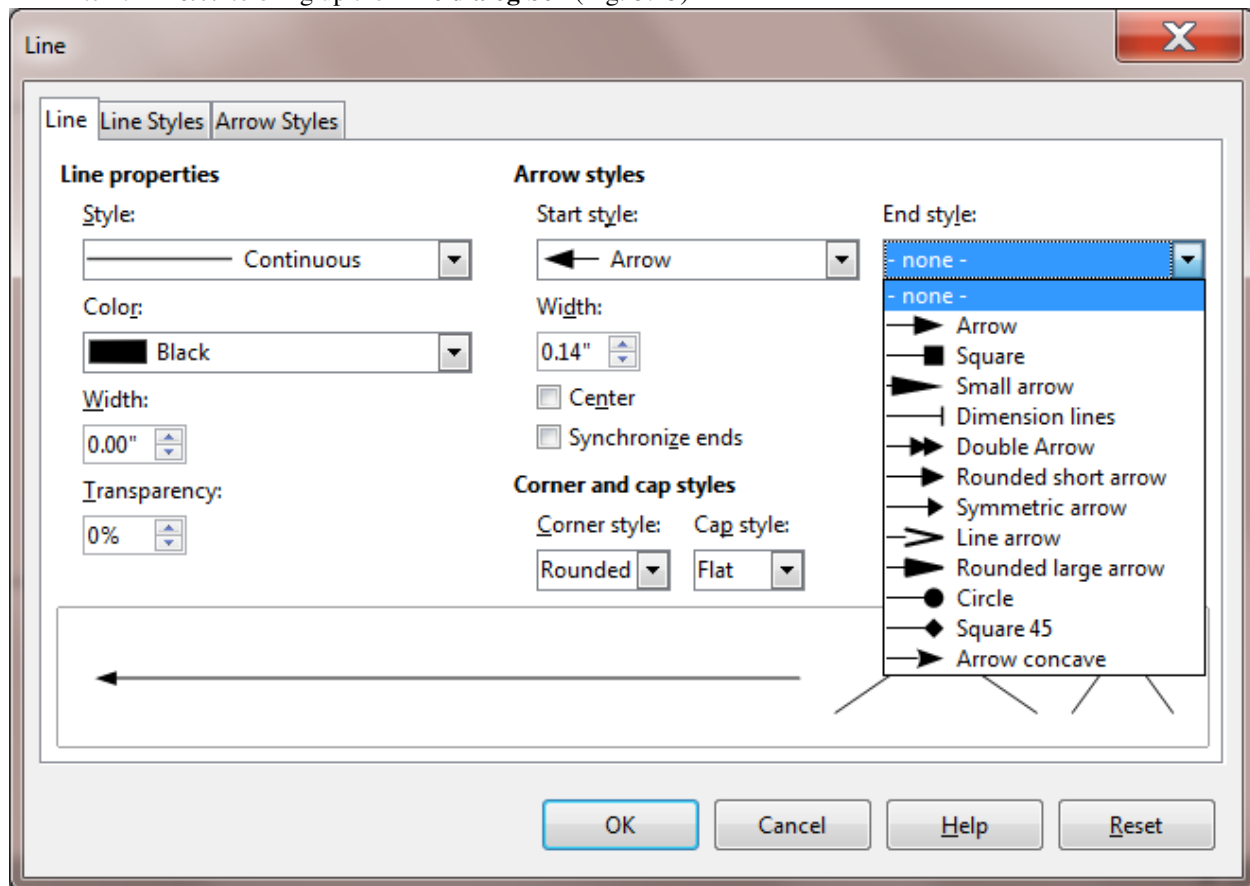 Line
Line Line Styles Arrow Styles
Line properties
Style:
Continuous
Color:
Black
Width:
0.00"
Transparency:
0%
Arrow styles
Start style:
Arrow
Width:
0.14"
Center
Synchronize ends
Corner and cap styles
Corner style: Cap style:
Rounded Flat
End style:
- none -
- none -
Arrow
Square
Small arrow
Dimension lines
Double Arrow
Rounded short arrow
Symmetric arrow
Line arrow
Rounded large arrow
Circle
Square 45
Arrow concave
OK Cancel Help Reset